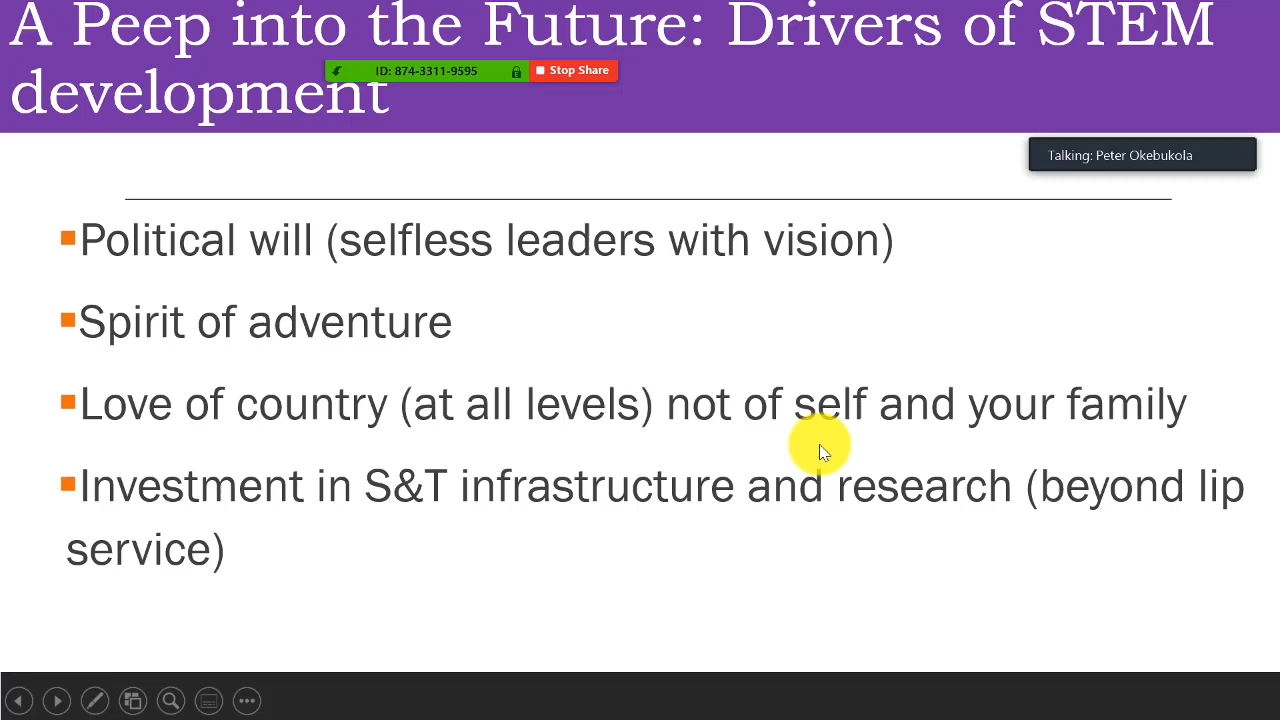 A Peep into the Future: Drivers of STEM
development
ID: 874-3311-9595
Stop Share
Talking: Peter Okebukola
▪Political will (selfless leaders with vision)
▪Spirit of adventure
▪Love of country (at all levels) not of self and your family
▪Investment in S&T infrastructure and research (beyond lip
service)